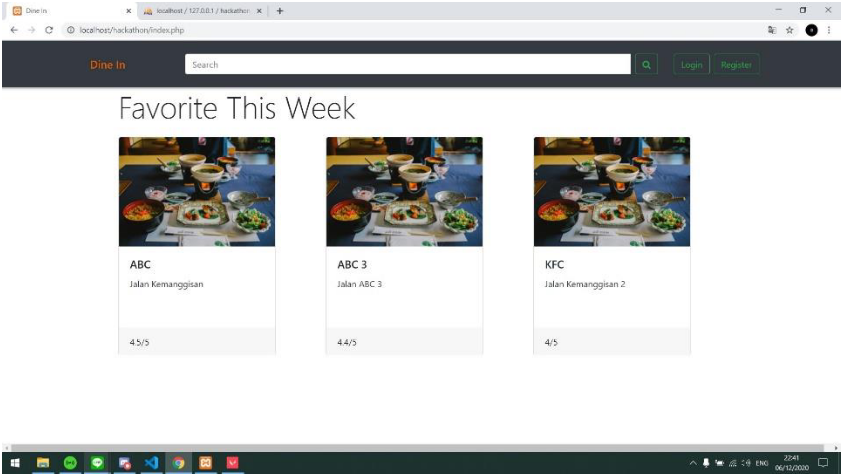 Dine In
localhost / 127.0.0.1 / hackathon
localhost/hackathon/index.php
Dine In
Search
Login
Register
Favorite This Week
ABC
Jalan Kemanggisan
4.5/5
ABC 3
Jalan ABC 3
4.4/5
KFC
Jalan Kemanggisan 2
4/5
ENG
22:41
06/12/2020